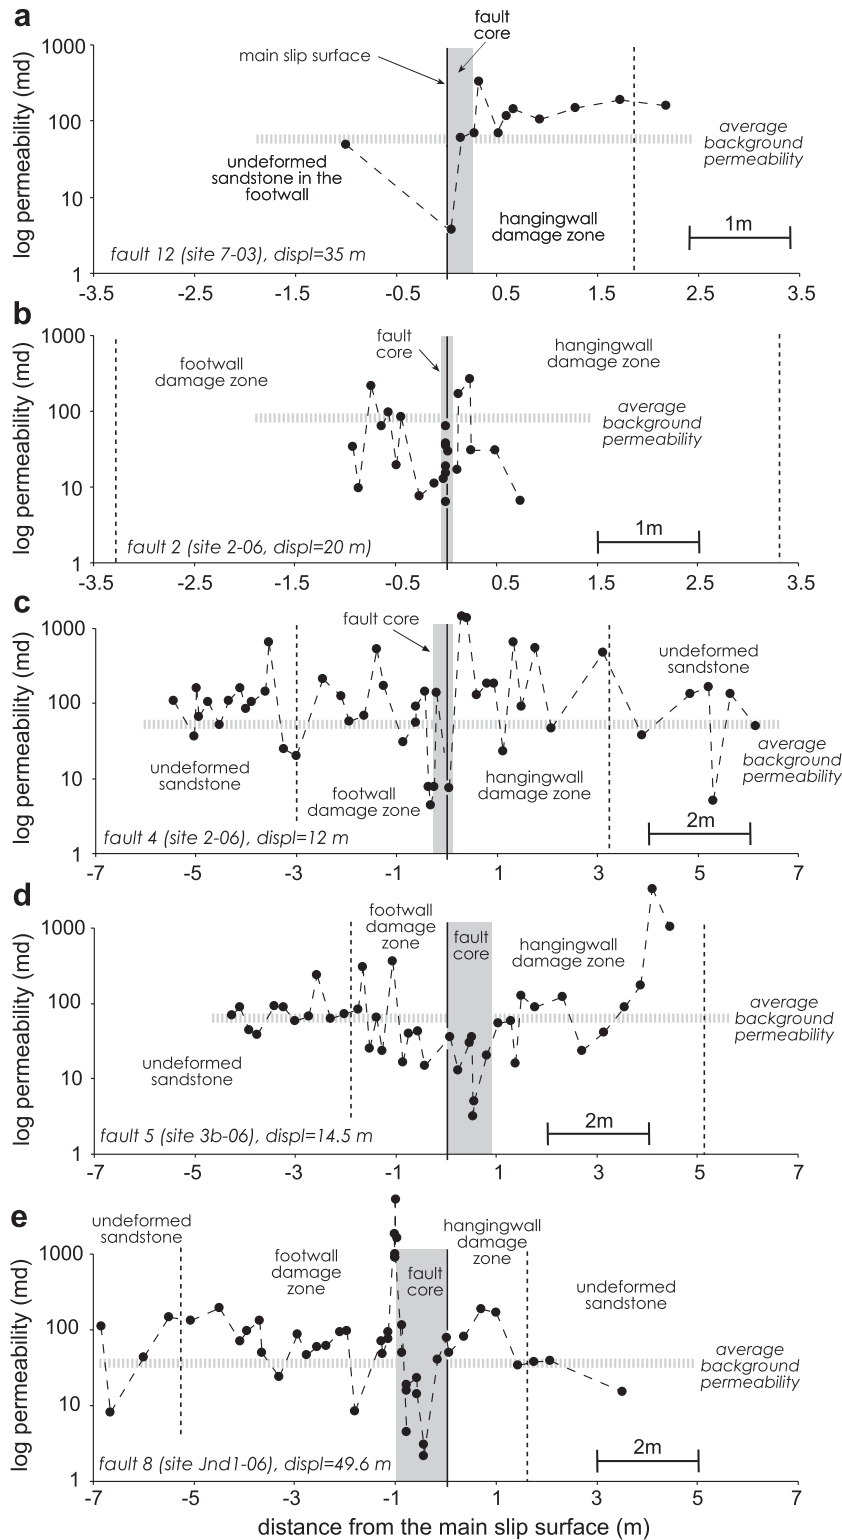 a
fault
core
main slip surface
1000
100
10
1
log permeability (md)
average
background
permeability
undeformed
sandstone in the
footwall
hangingwall
damage zone
1m
fault 12 (site 7-03), displ=35 m
-3.5 -2.5 -1.5 -0.5 0.5 1.5 2.5 3.5
b
1000
100
10
1
log permeability (md)
footwall
damage zone
fault
core
hangingwall
damage zone
average
background
permeability
1m
fault 2 (site 2-06, displ=20 m)
-3.5 -2.5 -1.5 -0.5 0.5 1.5 2.5 3.5
c
1000
100
10
1
log permeability (md)
fault core
undeformed
sandstone
average
background
permeability
undeformed
sandstone
footwall
damage zone
hangingwall
damage zone
2m
fault 4 (site 2-06), displ=12 m
-7 -5 -3 -1 1 3 5 7
d
1000
100
10
1
log permeability (md)
footwall
damage
zone
fault
core
hangingwall
damage zone
average
background
permeability
undeformed
sandstone
2m
fault 5 (site 3b-06), displ=14.5 m
-7 -5 -3 -1 1 3 5 7
e
1000
100
10
1
log permeability (md)
undeformed
sandstone
footwall
damage
zone
fault
core
hangingwall
damage
zone
undeformed
sandstone
average
background
permeability
2m
fault 8 (site Jnd1-06), displ=49.6 m
-7 -5 -3 -1 1 3 5 7
distance from the main slip surface (m)